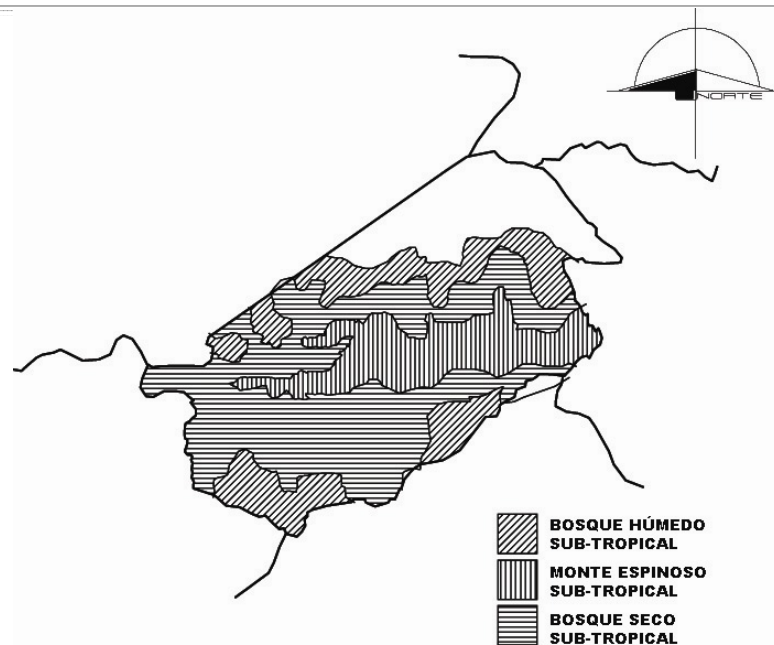 NORTE
BOSQUE HÚMEDO
SUB-TROPICAL
MONTE ESPINOSO
SUB-TROPICAL
BOSQUE SECO
SUB-TROPICAL